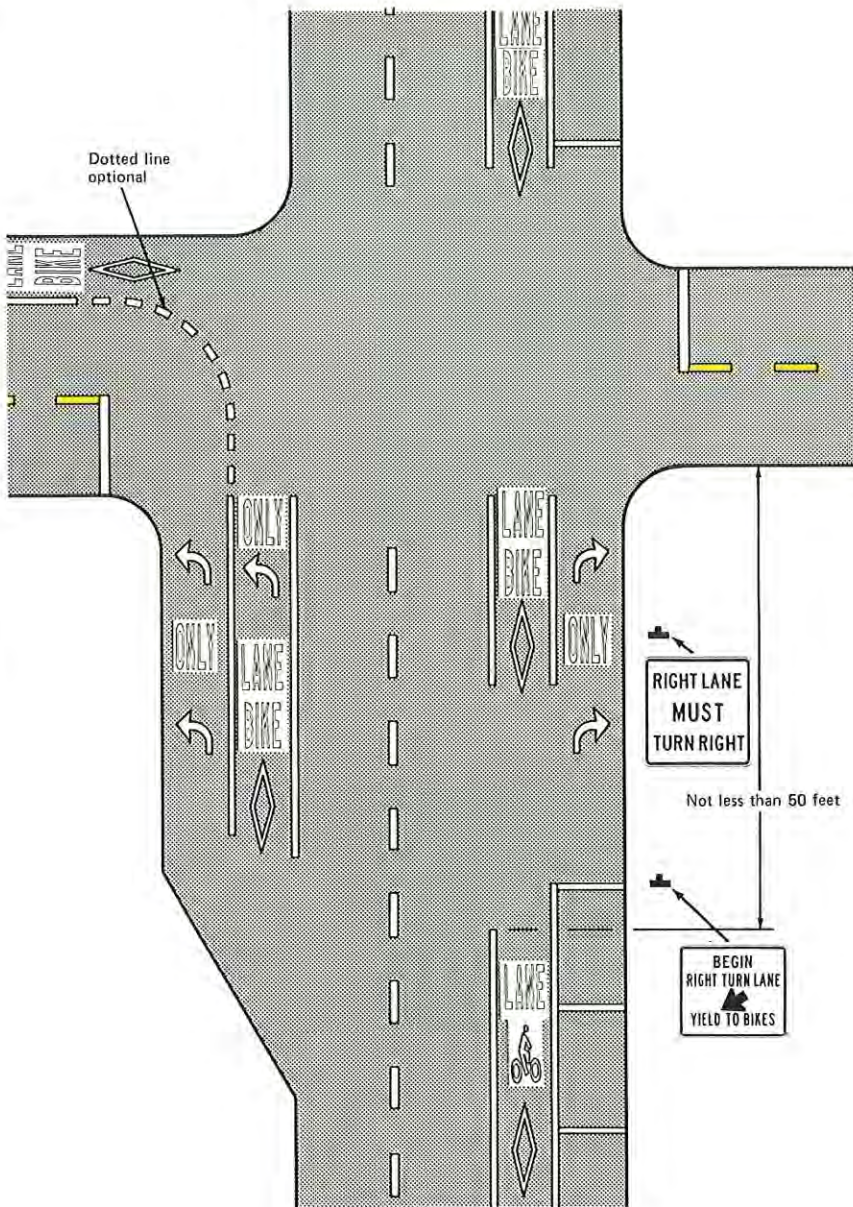 LANE
BIKE
Dotted line
optional
LANE
BIKE
ONLY
LANE
BIKE
ONLY
ONLY
LANE
BIKE
RIGHT LANE
MUST
TURN RIGHT
Not less than 50 feet
BEGIN
RIGHT TURN LANE
YIELD TO BIKES
LANE